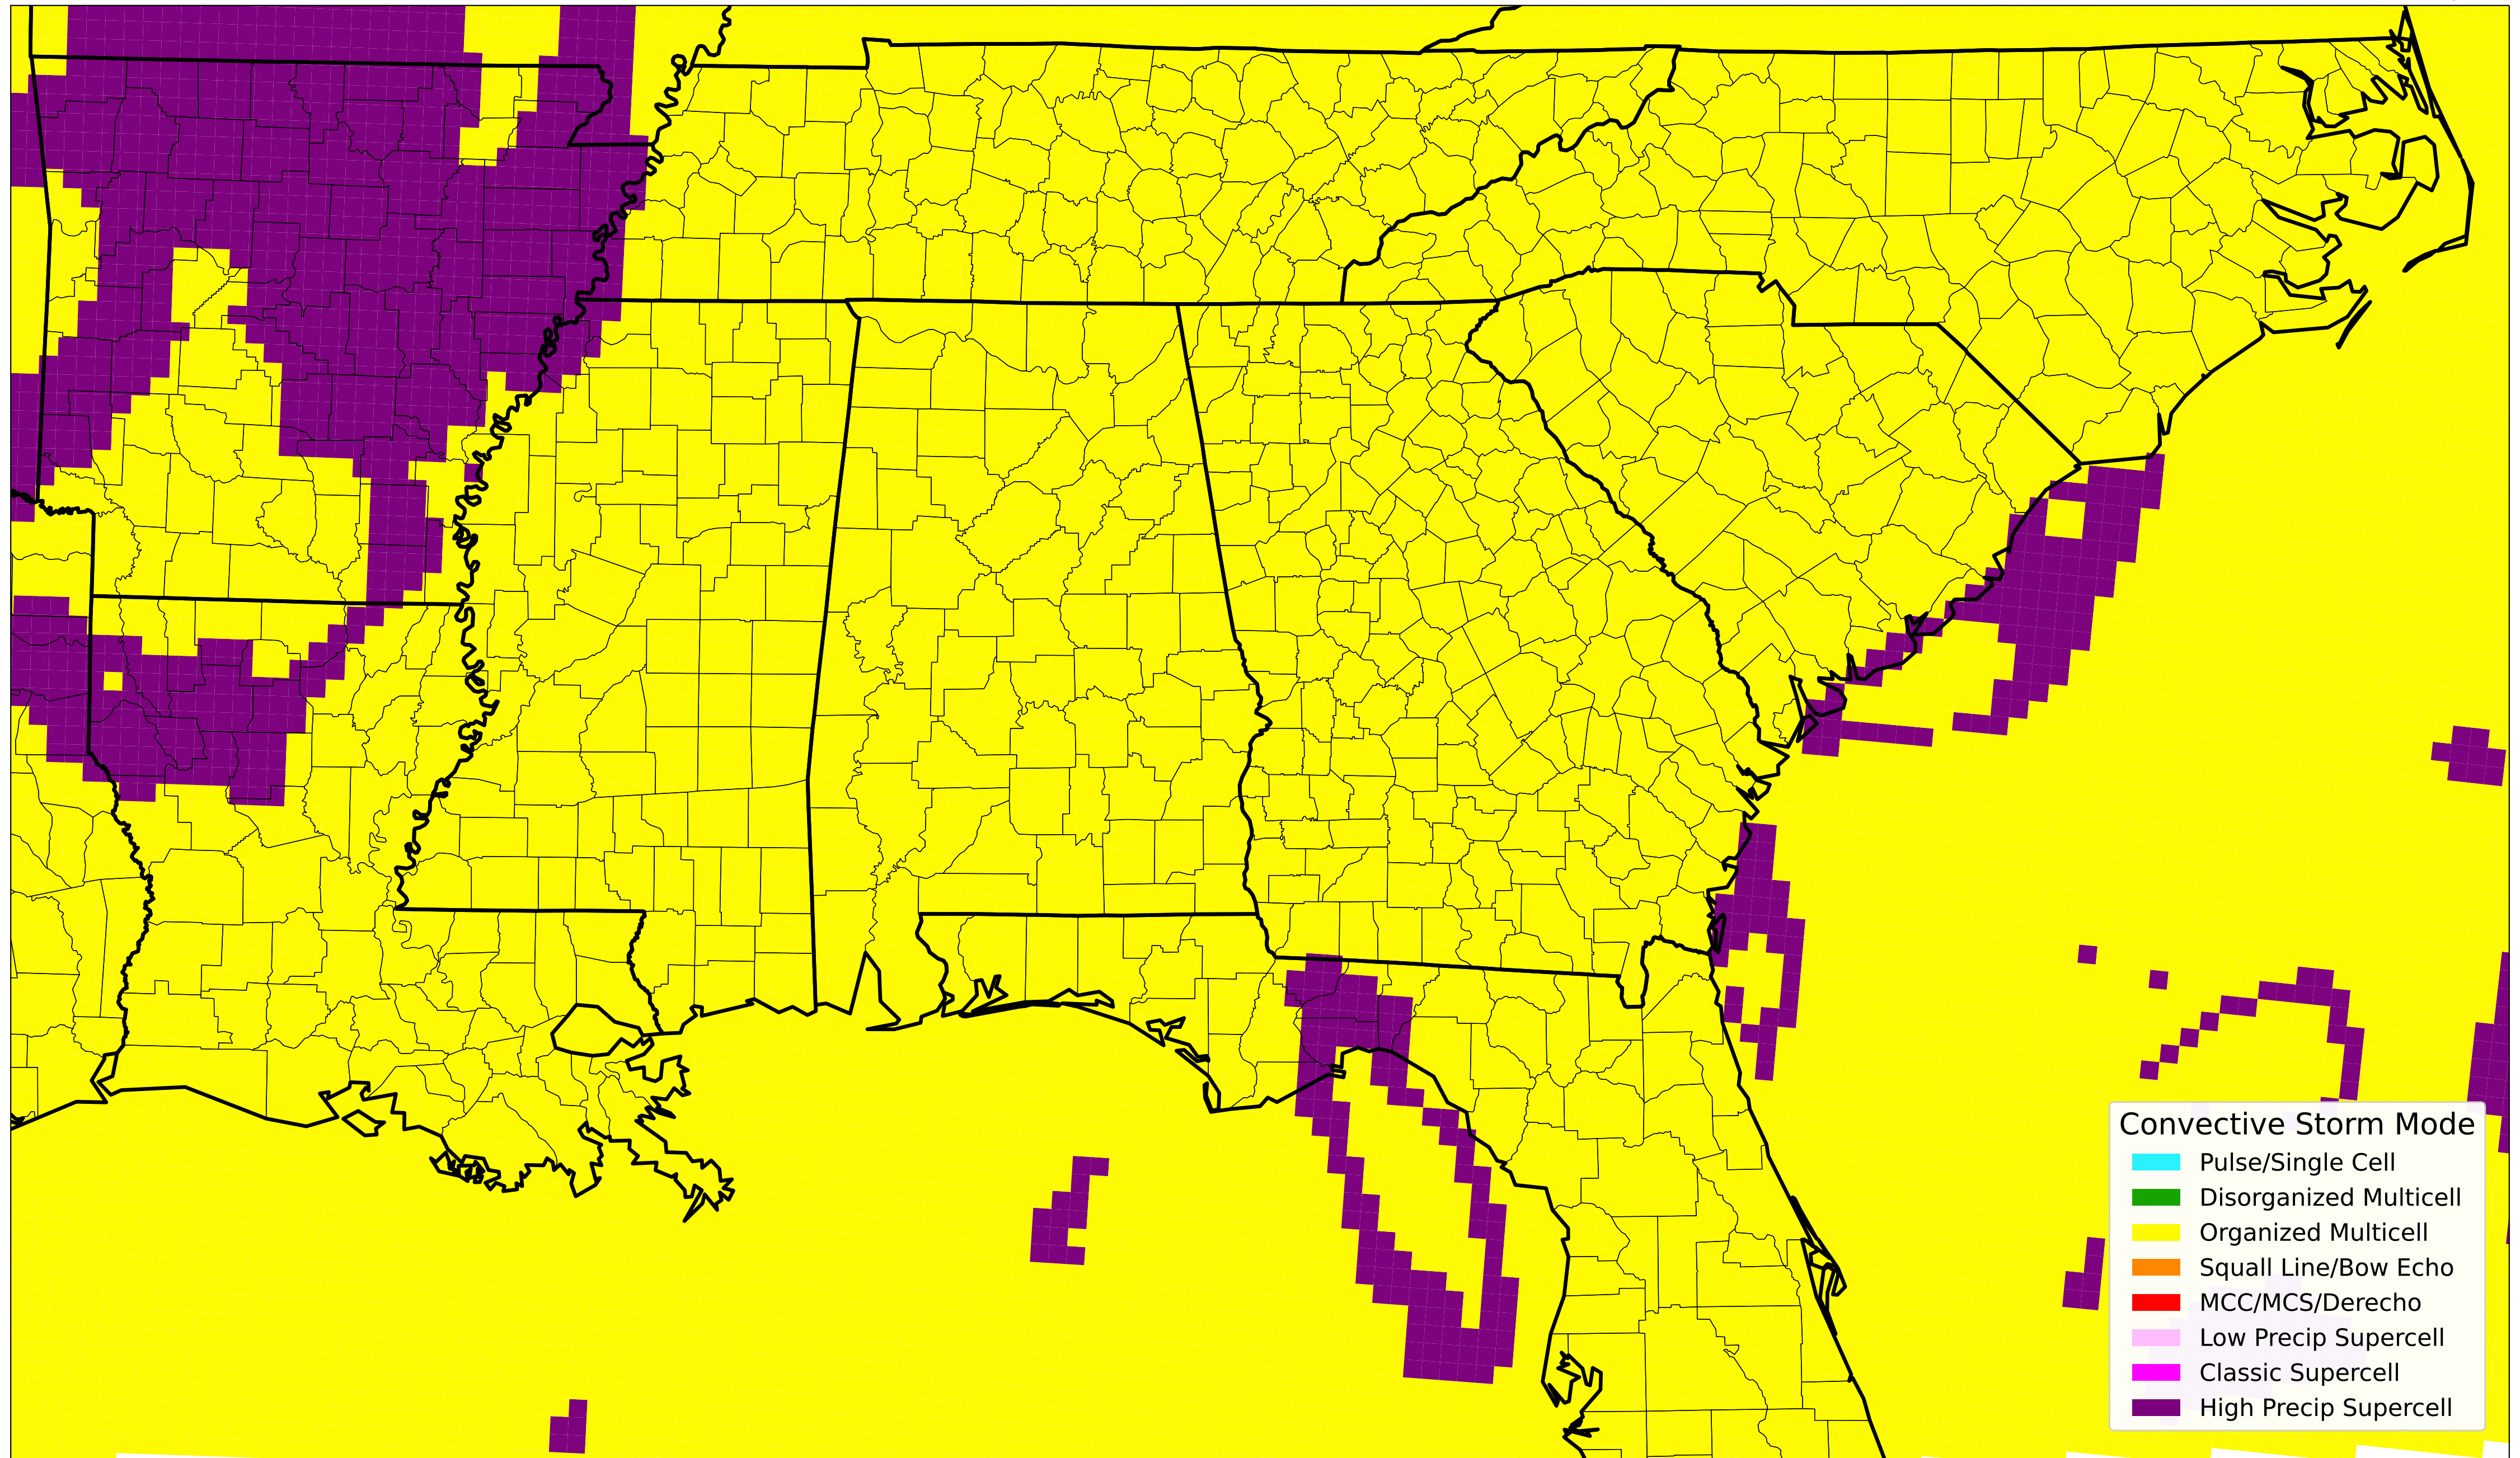 Convective Storm Mode
Pulse/Single Cell
Disorganized Multicell
Organized Multicell
Squall Line/Bow Echo
MCC/MCS/Derecho
Low Precip Supercell
Classic Supercell
High Precip Supercell